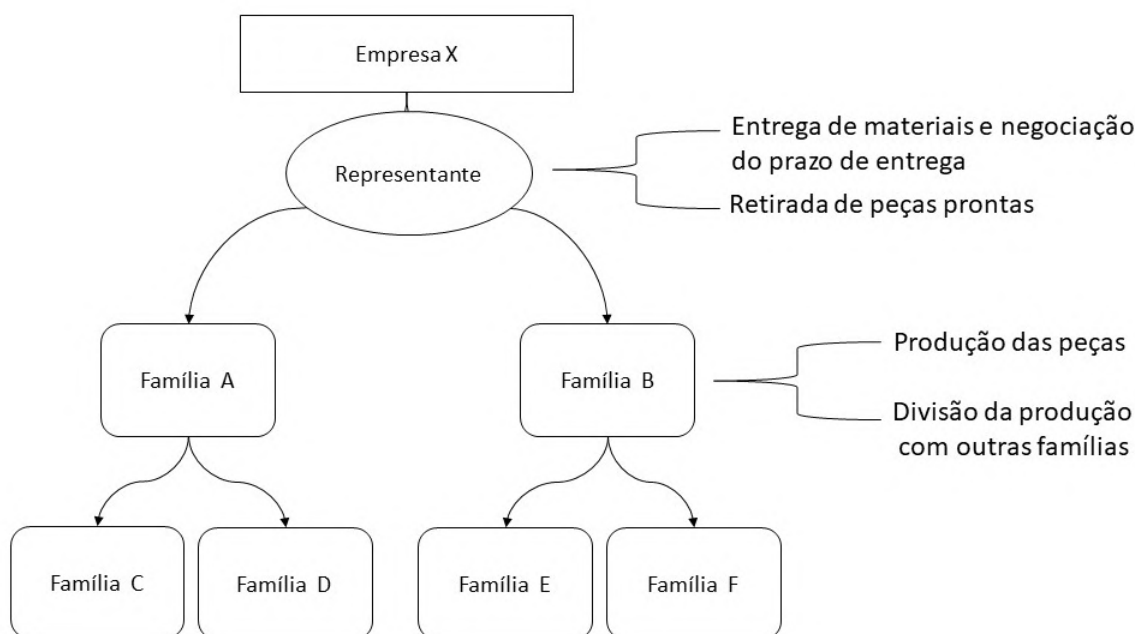 Empresa X
Representante
Entrega de materiais e negociação
do prazo de entrega
Retirada de peças prontas
Família A
Família B
Produção das peças
Divisão da produção
com outras famílias
Família C
Família D
Família E
Família F